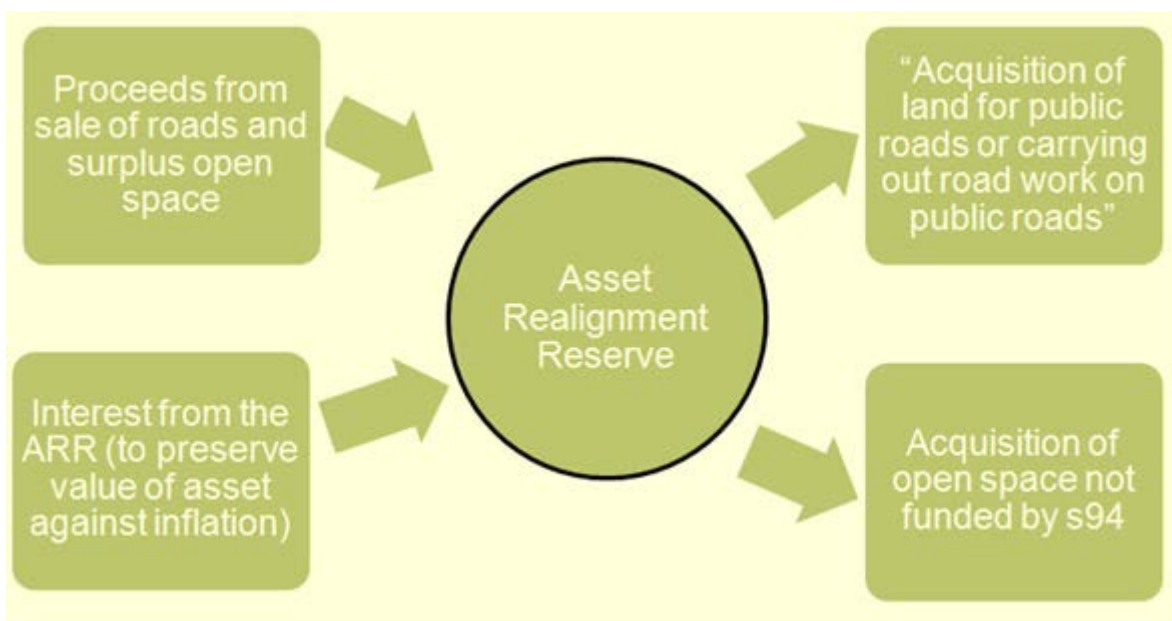 Proceeds from
sale of roads and
surplus open
space
Interest from the
ARR (to preserve
value of asset
against inflation)
Asset
Realignment
Reserve
“Acquisition of
land for public
roads or carrying
out road work on
public roads”
Acquisition of
open space not
funded by s94